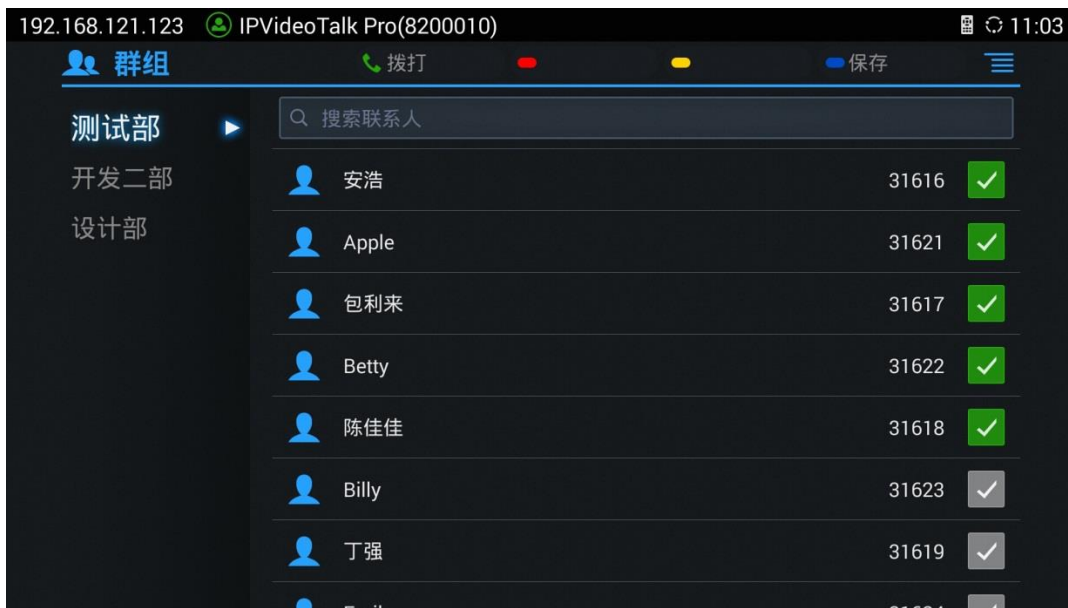 192.168.121.123 IPVideoTalk Pro(8200010) 11:03
群组 拨打 保存
测试部
开发二部
设计部
搜索联系人
安浩 31616
Apple 31621
包利来 31617
Betty 31622
陈佳佳 31618
Billy 31623
丁强 31619